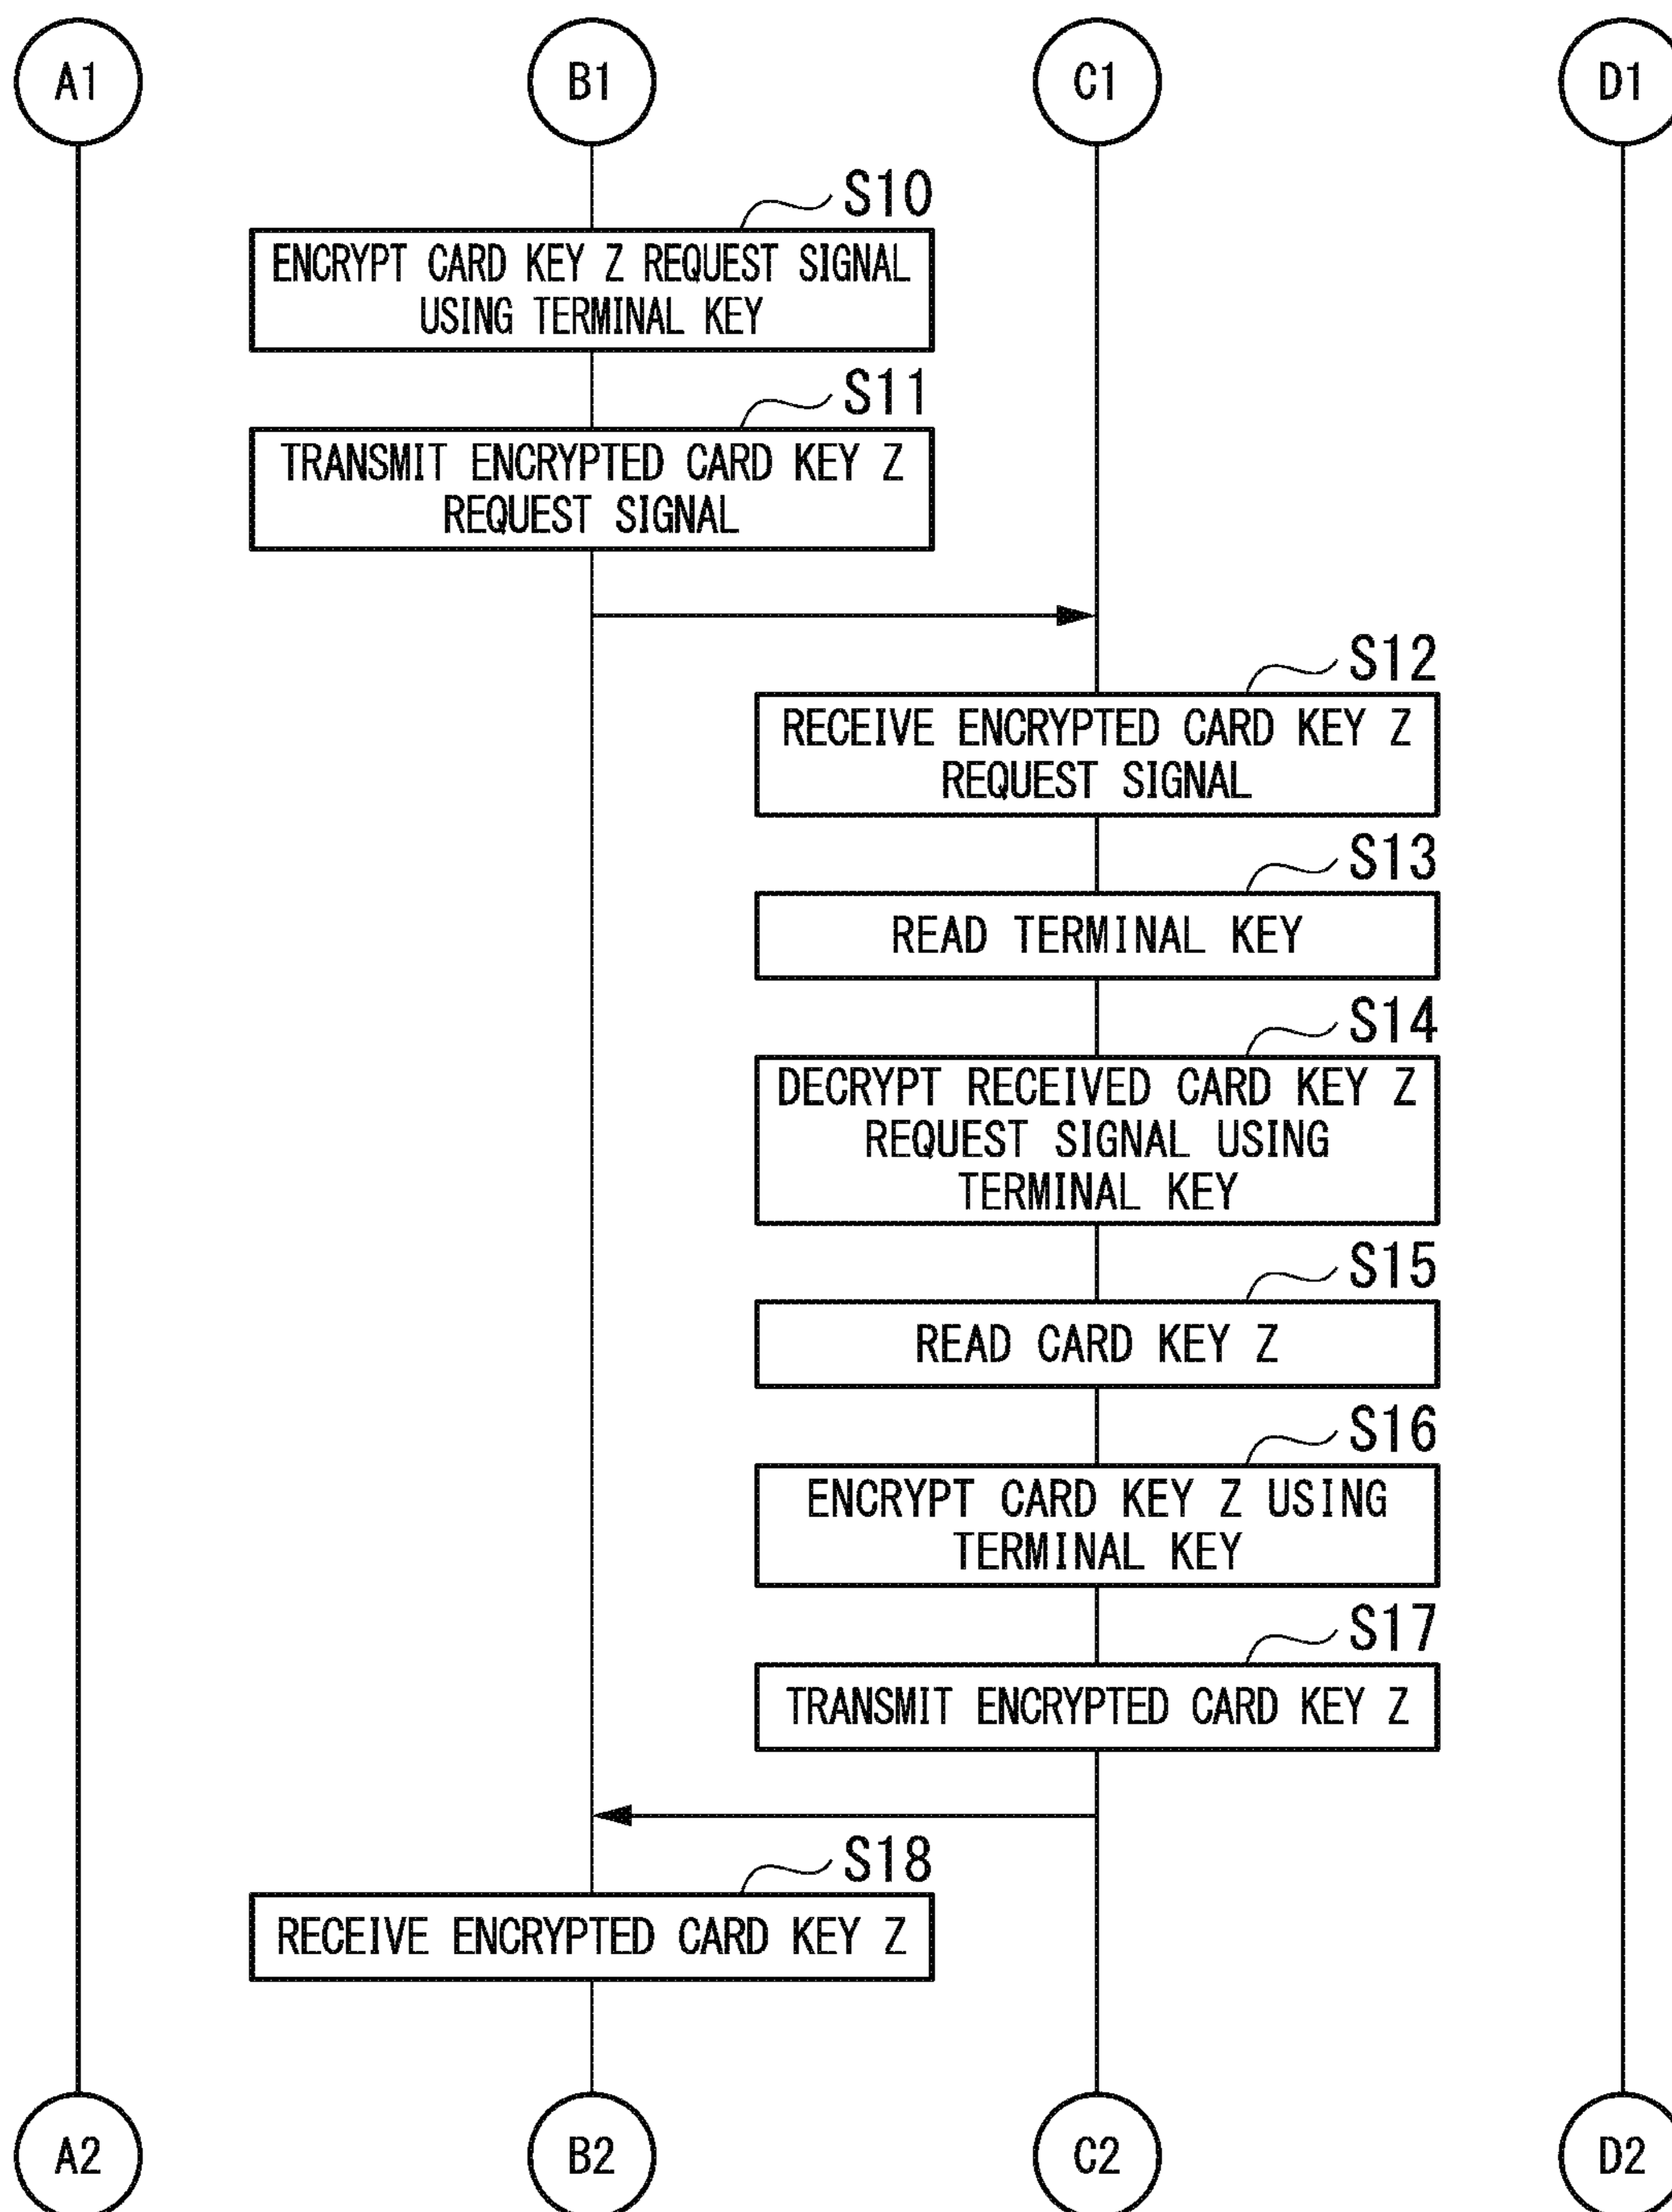 A1
B1
C1
D1
S10
ENCRYPT CARD KEY Z REQUEST SIGNAL
USING TERMINAL KEY
S11
TRANSMIT ENCRYPTED CARD KEY Z
REQUEST SIGNAL
S12
RECEIVE ENCRYPTED CARD KEY Z
REQUEST SIGNAL
S13
READ TERMINAL KEY
S14
DECRYPT RECEIVED CARD KEY Z
REQUEST SIGNAL USING
TERMINAL KEY
S15
READ CARD KEY Z
S16
ENCRYPT CARD KEY Z USING
TERMINAL KEY
S17
TRANSMIT ENCRYPTED CARD KEY Z
S18
RECEIVE ENCRYPTED CARD KEY Z
A2
B2
C2
D2